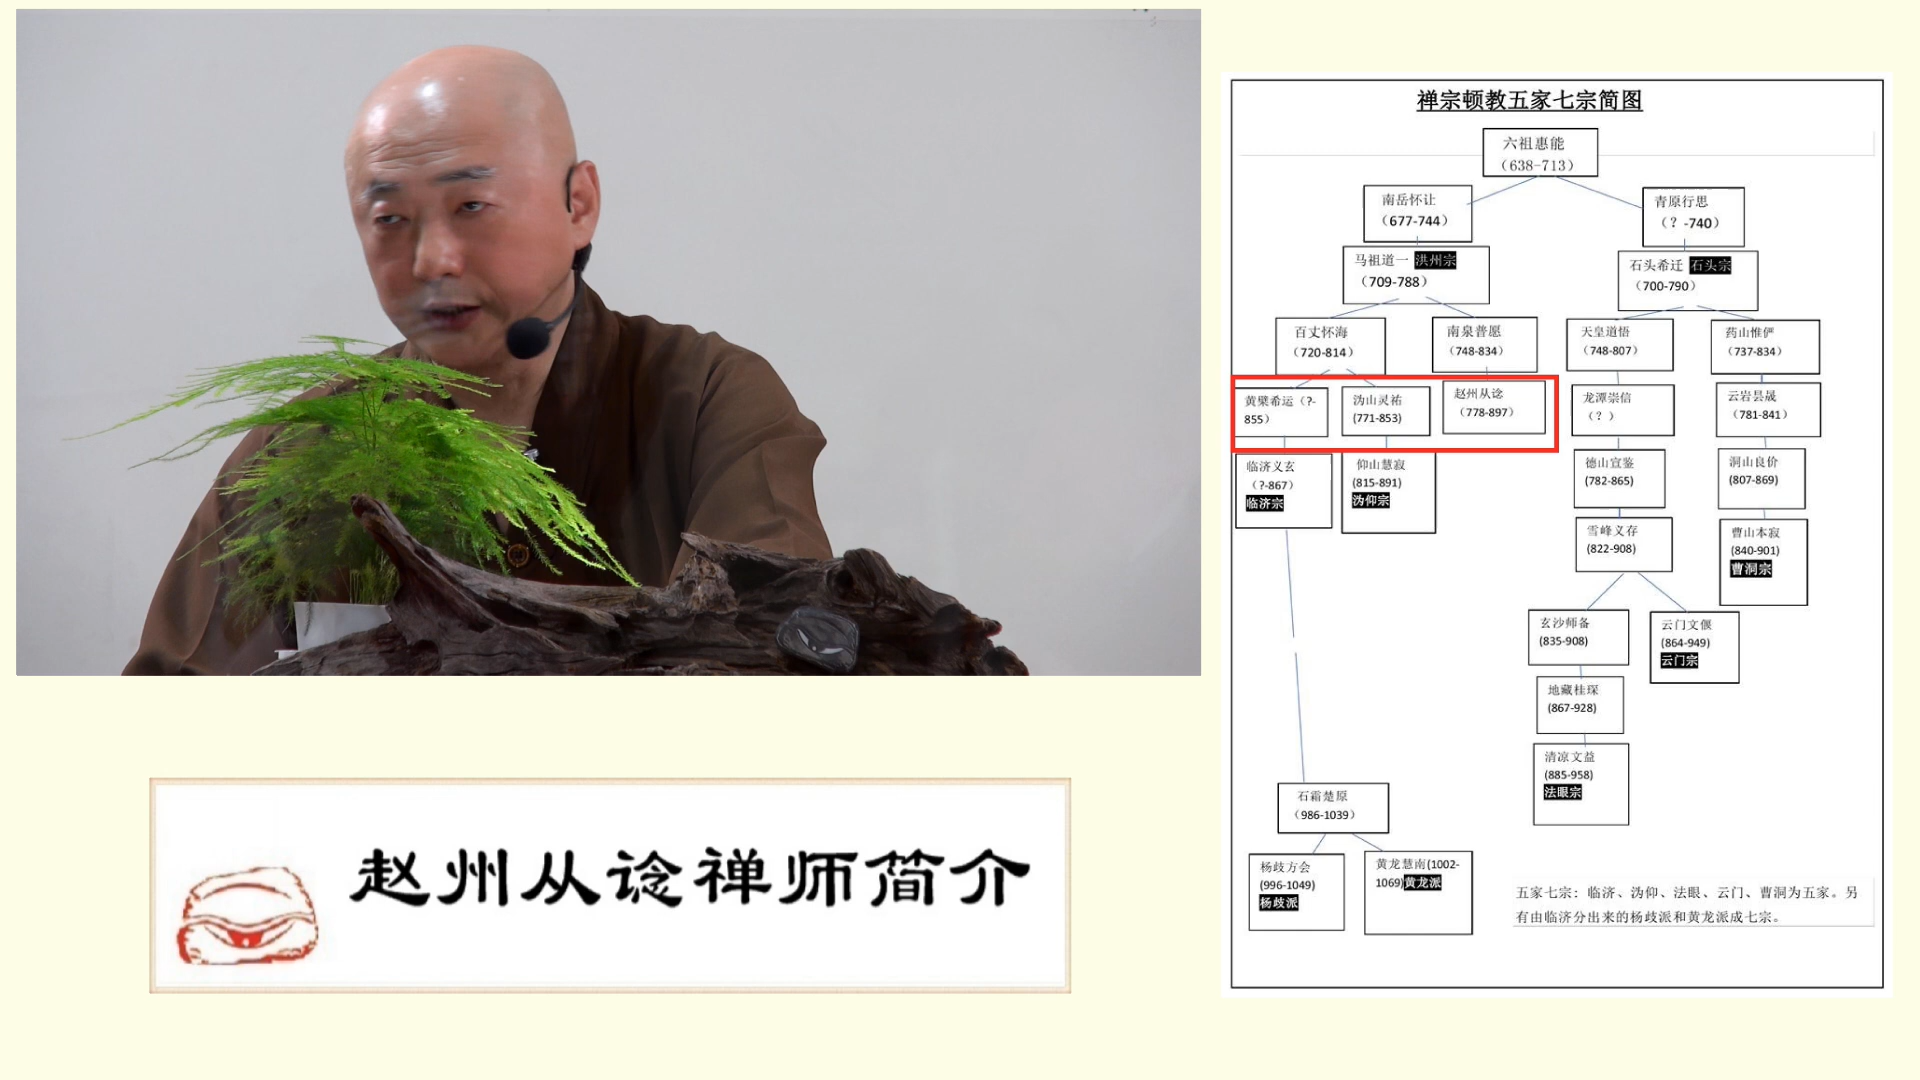 禅宗顿教五家七宗简图
六祖惠能
（638-713）
南岳怀让
（677-744）
青原行思
（？-740）
马祖道一 洪州宗
（709-788）
石头希迁 石头宗
（700-790）
百丈怀海
（720-814）
南泉普愿
（748-834）
天皇道悟
（748-807）
药山惟俨
（737-834）
黄檗希运（?-
855）
沩山灵祐
(771-853)
赵州从谂
（778-897）
龙潭崇信
（？）
云岩昙晟
（781-841）
临济义玄
（?-867）
临济宗
仰山慧寂
(815-891)
沩仰宗
德山宣鉴
(782-865)
洞山良价
(807-869)
雪峰义存
(822-908)
曹山本寂
(840-901)
曹洞宗
玄沙师备
(835-908)
云门文偃
(864-949)
云门宗
地藏桂琛
(867-928)
清凉文益
(885-958)
法眼宗
石霜楚原
（986-1039）
杨歧方会
(996-1049)
杨歧派
黄龙慧南(1002-
1069)黄龙派
五家七宗：临济、沩仰、法眼、云门、曹洞为五家。另
有由临济分出来的杨歧派和黄龙派成七宗。
赵州从谂禅师简介